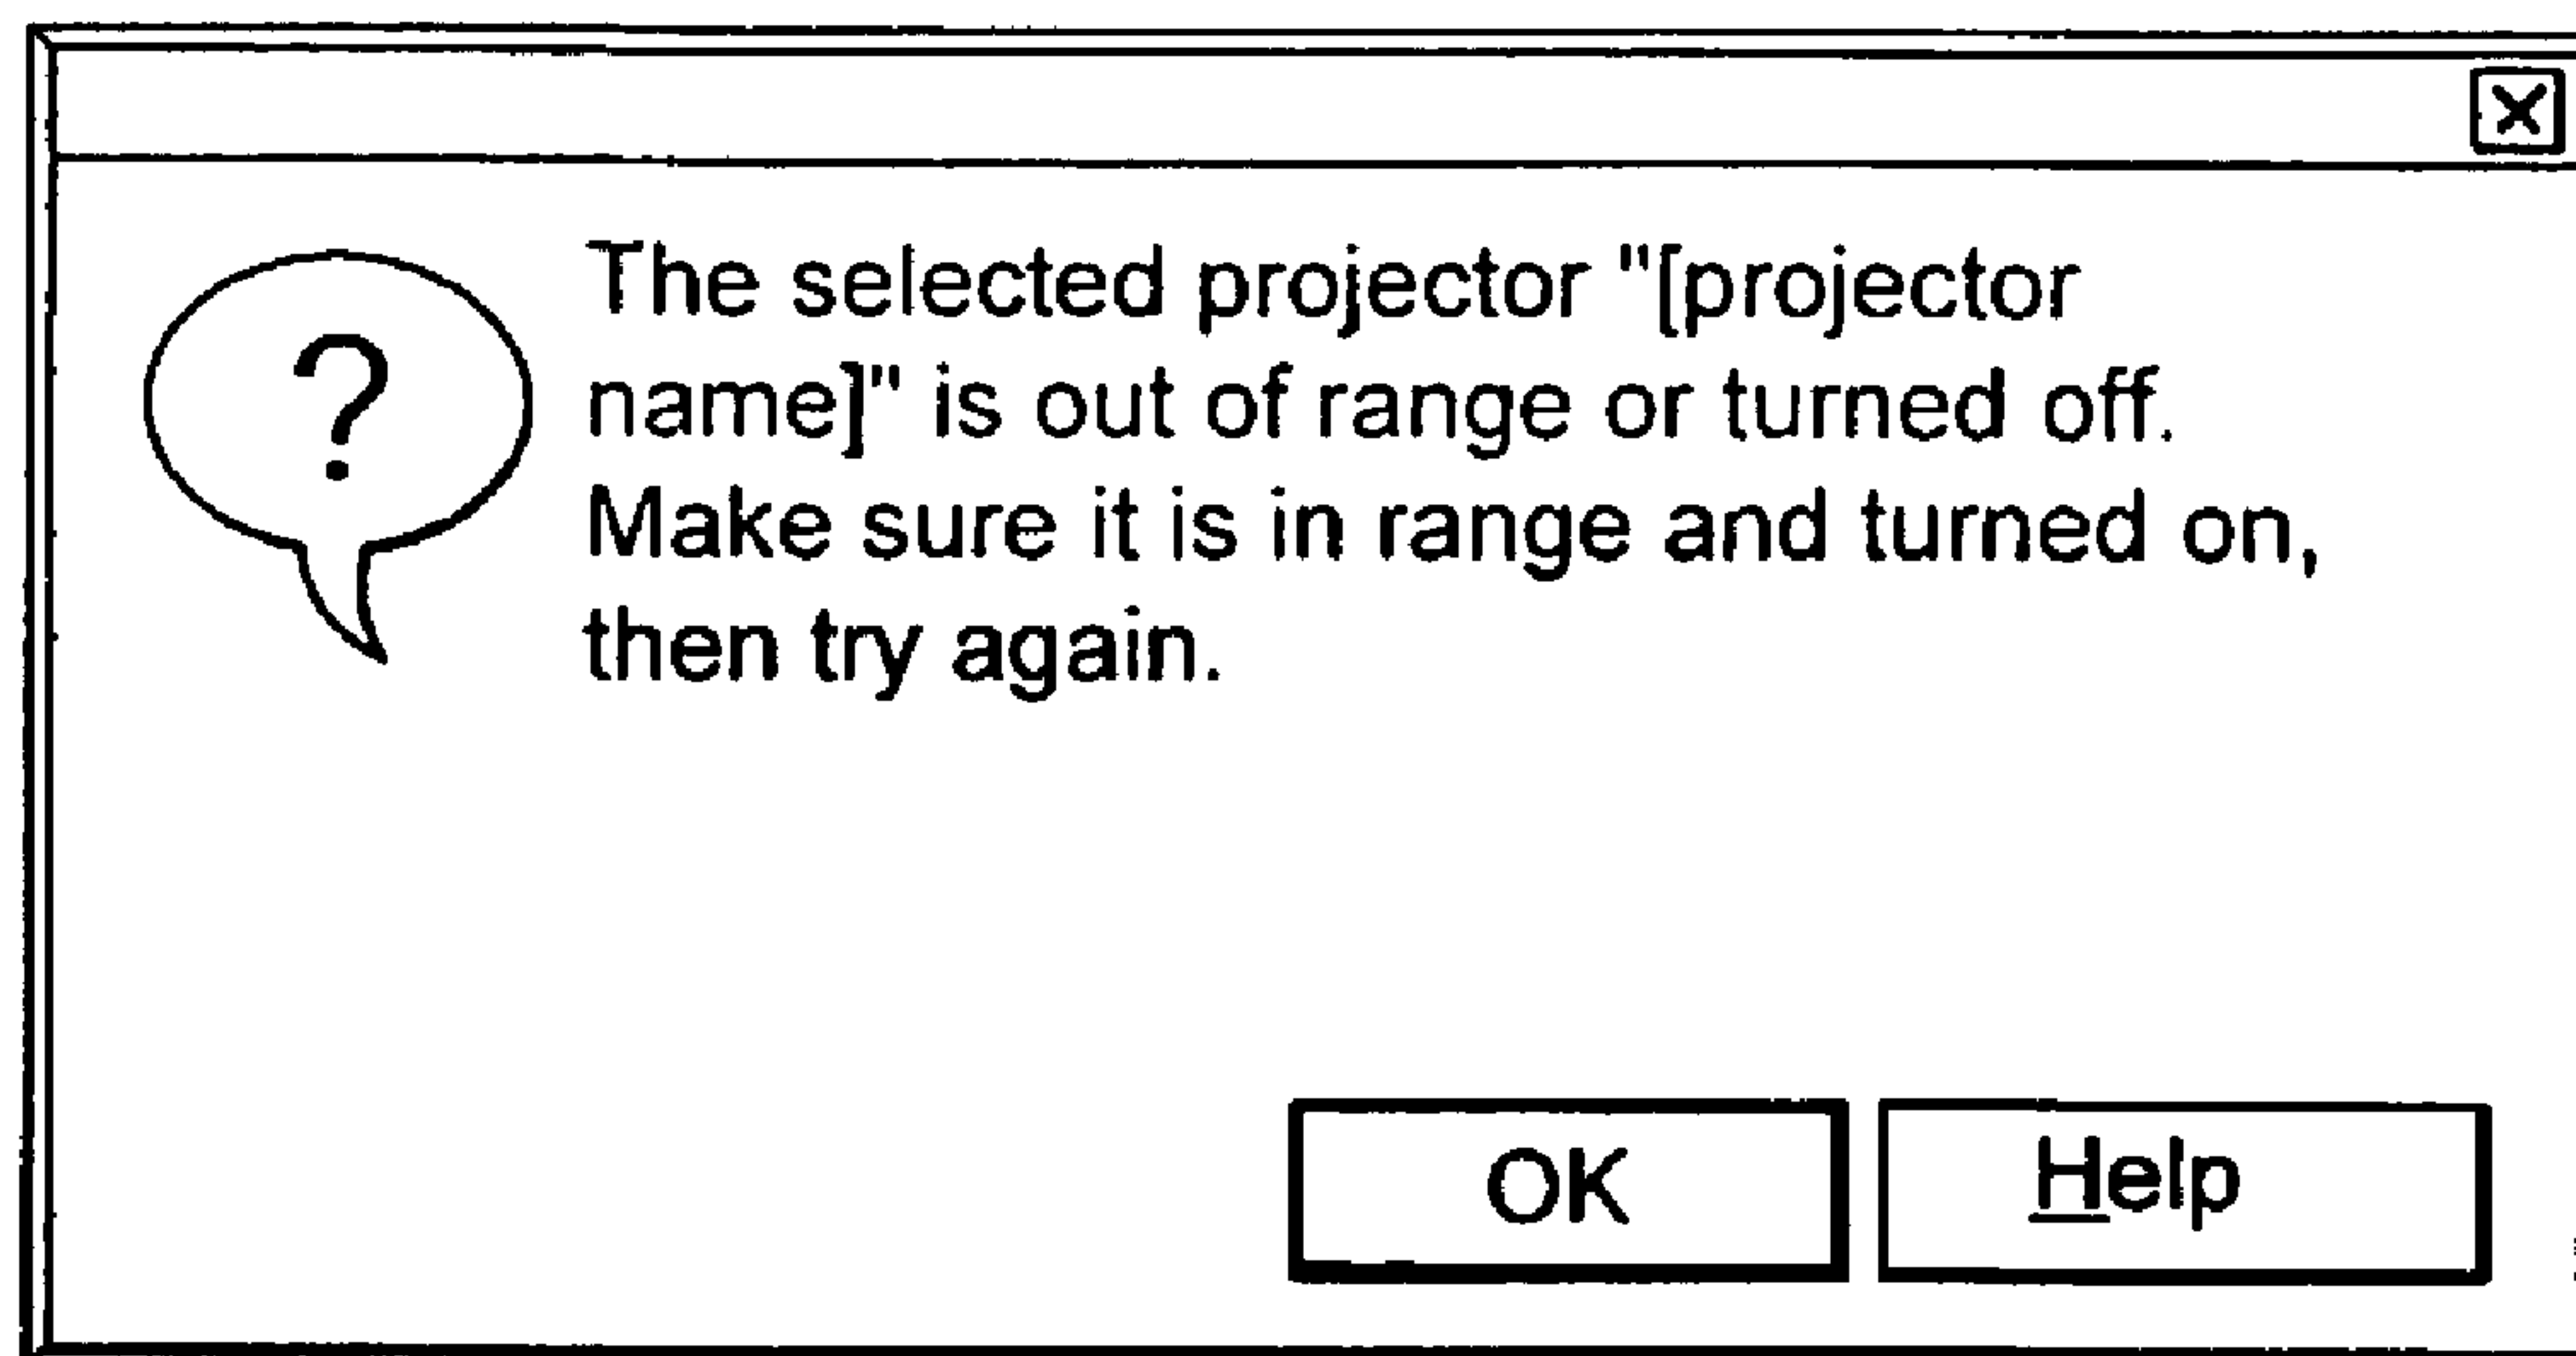 The selected projector "[projector
name]" is out of range or turned off.
Make sure it is in range and turned on,
then try again.
?
OK
Help